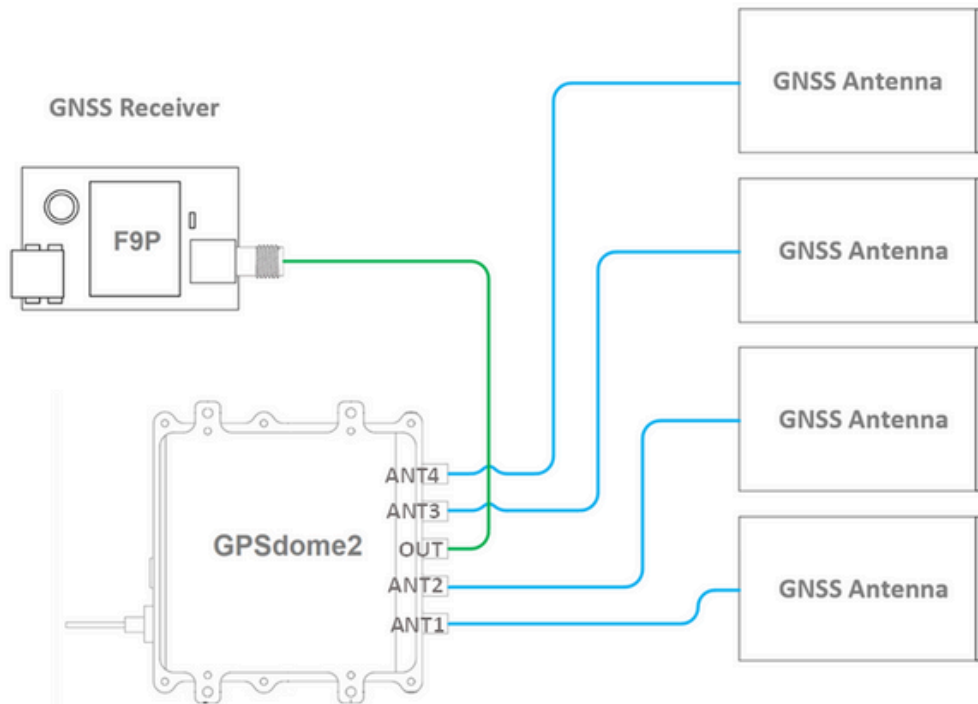 GNSS Receiver
F9P
GPSdome2
ANT4
ANT3
OUT
ANT2
ANT1
GNSS Antenna
GNSS Antenna
GNSS Antenna
GNSS Antenna